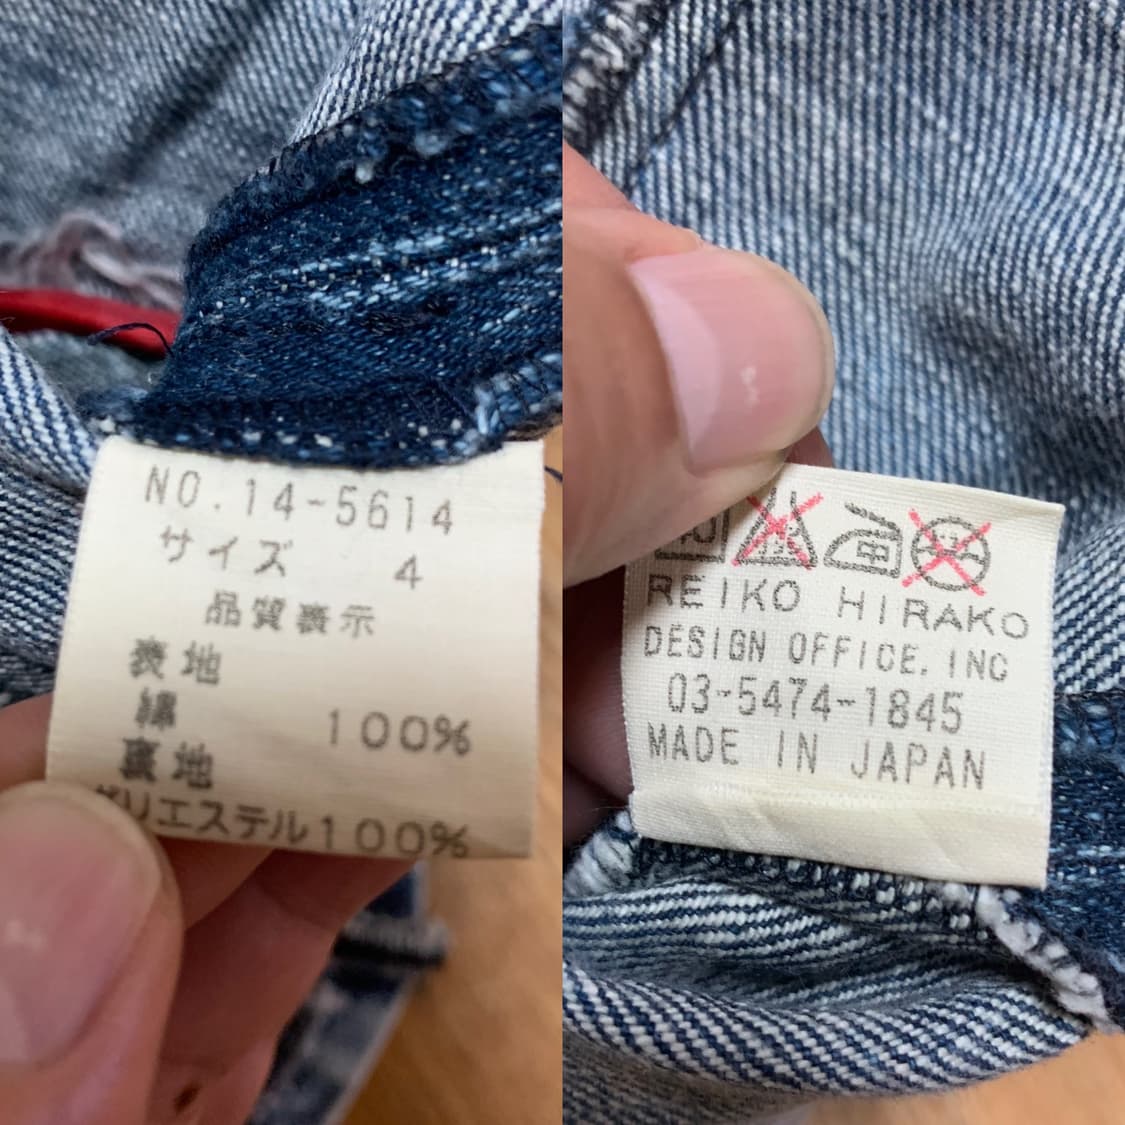 NO.14-5614
サイズ 4
品質表示
表地
綿 100%
裏地
ポリエステル100%
40
REIKO HIRAKO
DESIGN OFFICE.INC
03-5474-1845
MADE IN JAPAN